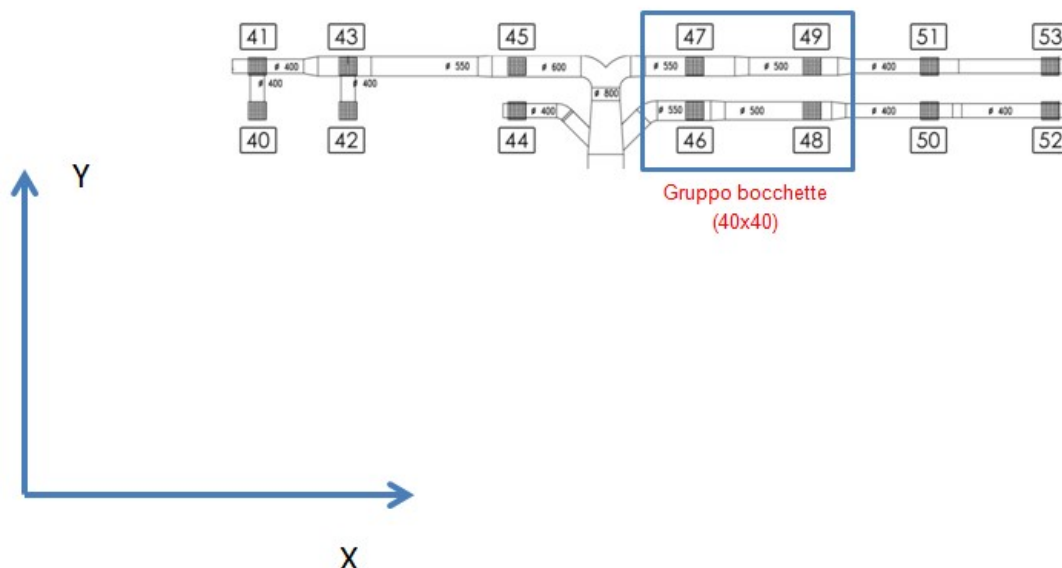 41 43 45 47 49 51 53
ø 400 ø 550 ø 600 ø 550 ø 500 ø 400
ø 400 ø 400 ø 800
ø 400 ø 550 ø 500 ø 400 ø 400
40 42 44 46 48 50 52
Gruppo bocchette
(40x40)
Y
X